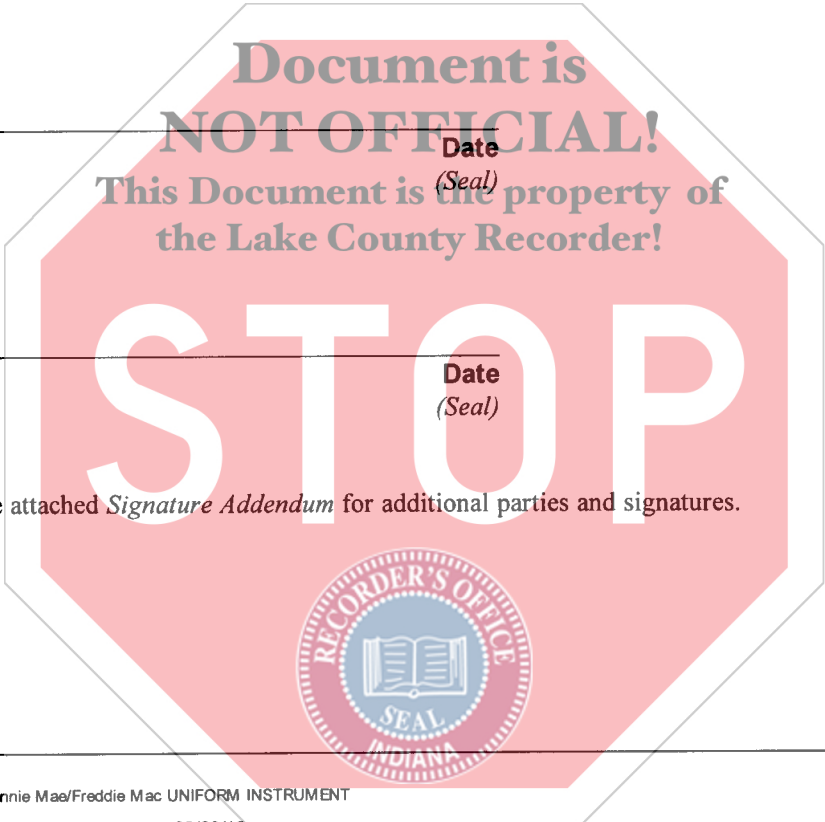 Document is
NOT OFFICIAL!
Date
(Seal)
This Document is the property of
the Lake County Recorder!
STOP
Date
(Seal)
attached Signature Addendum for additional parties and signatures.
RECORDER'S OFFICE
SEAL
INDIANA
Mae/Freddie Mac UNIFORM INSTRUMENT